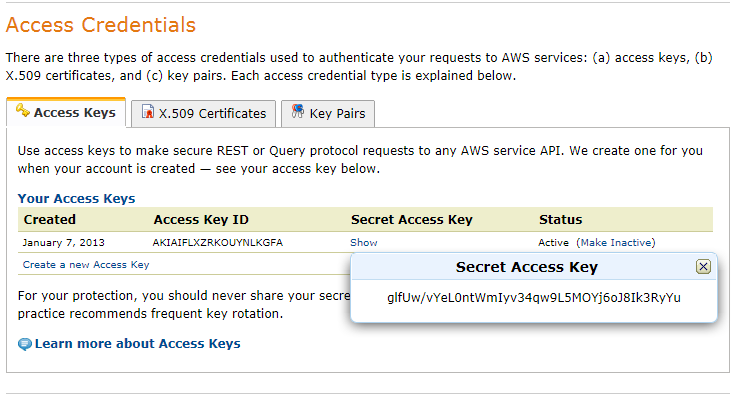 Access Credentials
There are three types of access credentials used to authenticate your requests to AWS services: (a) access keys, (b)
X.509 certificates, and (c) key pairs. Each access credential type is explained below.
Access Keys X.509 Certificates Key Pairs
Use access keys to make secure REST or Query protocol requests to any AWS service API. We create one for you
when your account is created — see your access key below.
Your Access Keys
Created Access Key ID Secret Access Key Status
January 7, 2013 AKIAIFLXZRKOUYNLKGFA Show Active (Make Inactive)
Create a new Access Key
Secret Access Key
glfUw/vYeL0ntWmIyv34qw9L5MOYj6oJ8Ik3RyYu
For your protection, you should never share your secre
practice recommends frequent key rotation.
Learn more about Access Keys